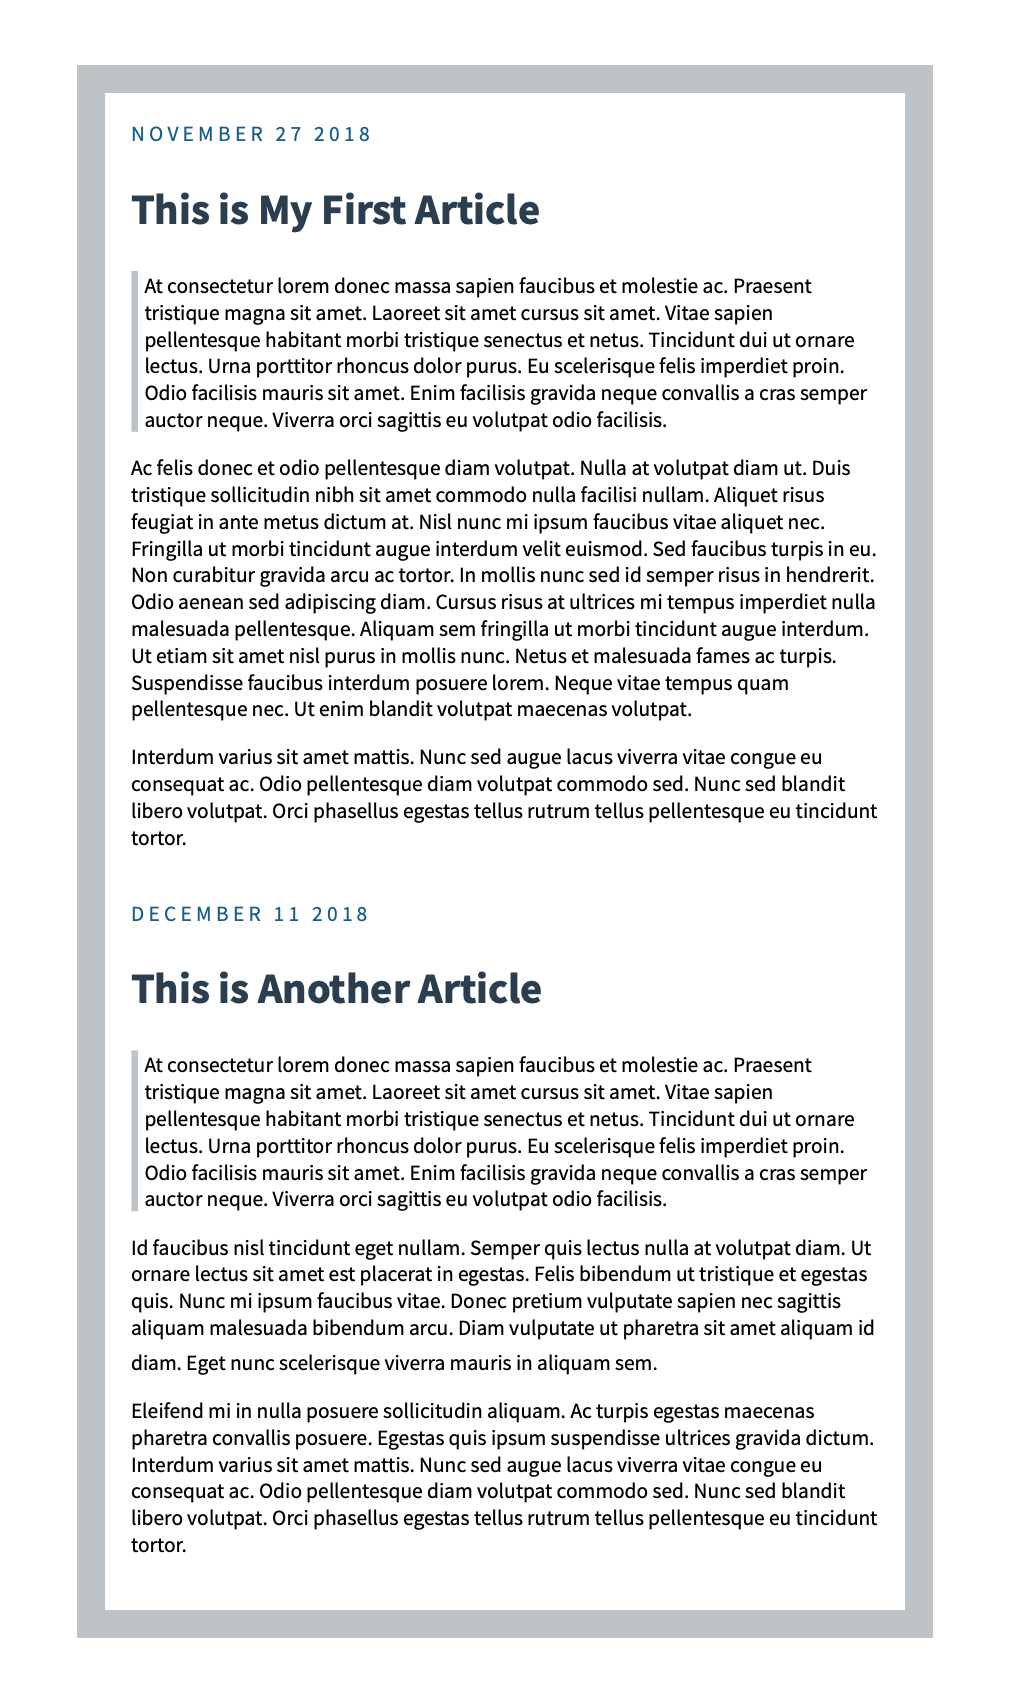 NOVEMBER 27 2018
This is My First Article
At consectetur lorem donec massa sapien faucibus et molestie ac. Praesent
tristique magna sit amet. Laoreet sit amet cursus sit amet. Vitae sapien
pellentesque habitant morbi tristique senectus et netus. Tincidunt dui ut ornare
lectus. Urna porttitor rhoncus dolor purus. Eu scelerisque felis imperdiet proin.
Odio facilisis mauris sit amet. Enim facilisis gravida neque convallis a cras semper
auctor neque. Viverra orci sagittis eu volutpat odio facilisis.
Ac felis donec et odio pellentesque diam volutpat. Nulla at volutpat diam ut. Duis
tristique sollicitudin nibh sit amet commodo nulla facilisi nullam. Aliquet risus
feugiat in ante metus dictum at. Nisl nunc mi ipsum faucibus vitae aliquet nec.
Fringilla ut morbi tincidunt augue interdum velit euismod. Sed faucibus turpis in eu.
Non curabitur gravida arcu ac tortor. In mollis nunc sed id semper risus in hendrerit.
Odio aenean sed adipiscing diam. Cursus risus at ultrices mi tempus imperdiet nulla
malesuada pellentesque. Aliquam sem fringilla ut morbi tincidunt augue interdum.
Ut etiam sit amet nisl purus in mollis nunc. Netus et malesuada fames ac turpis.
Suspendisse faucibus interdum posuere lorem. Neque vitae tempus quam
pellentesque nec. Ut enim blandit volutpat maecenas volutpat.
Interdum varius sit amet mattis. Nunc sed augue lacus viverra vitae congue eu
consequat ac. Odio pellentesque diam volutpat commodo sed. Nunc sed blandit
libero volutpat. Orci phasellus egestas tellus rutrum tellus pellentesque eu tincidunt
tortor.
DECEMBER 11 2018
This is Another Article
At consectetur lorem donec massa sapien faucibus et molestie ac. Praesent
tristique magna sit amet. Laoreet sit amet cursus sit amet. Vitae sapien
pellentesque habitant morbi tristique senectus et netus. Tincidunt dui ut ornare
lectus. Urna porttitor rhoncus dolor purus. Eu scelerisque felis imperdiet proin.
Odio facilisis mauris sit amet. Enim facilisis gravida neque convallis a cras semper
auctor neque. Viverra orci sagittis eu volutpat odio facilisis.
Id faucibus nisl tincidunt eget nullam. Semper quis lectus nulla at volutpat diam. Ut
ornare lectus sit amet est placerat in egestas. Felis bibendum ut tristique et egestas
quis. Nunc mi ipsum faucibus vitae. Donec pretium vulputate sapien nec sagittis
aliquam malesuada bibendum arcu. Diam vulputate ut pharetra sit amet aliquam id
diam. Eget nunc scelerisque viverra mauris in aliquam sem.
Eleifend mi in nulla posuere sollicitudin aliquam. Ac turpis egestas maecenas
pharetra convallis posuere. Egestas quis ipsum suspendisse ultrices gravida dictum.
Interdum varius sit amet mattis. Nunc sed augue lacus viverra vitae congue eu
consequat ac. Odio pellentesque diam volutpat commodo sed. Nunc sed blandit
libero volutpat. Orci phasellus egestas tellus rutrum tellus pellentesque eu tincidunt
tortor.